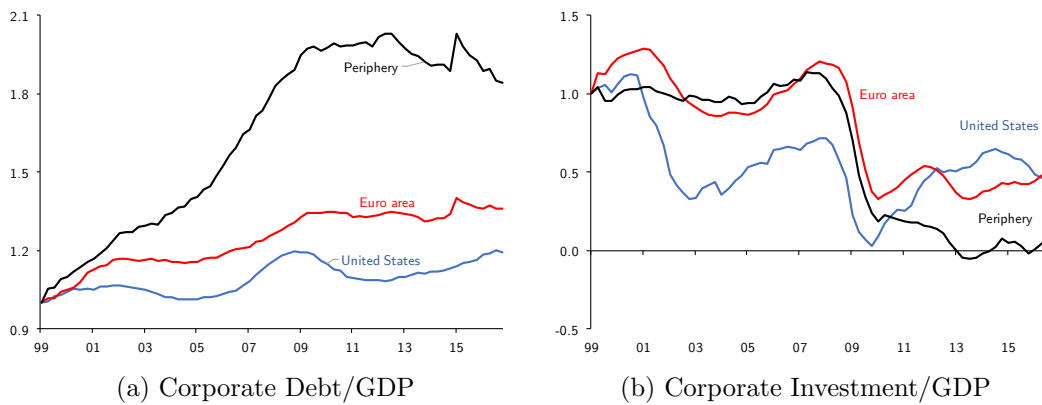 2.1
1.8
1.5
1.2
0.9
Periphery
Euro area
United States
99 01 03 05 07 09 11 13 15
(a) Corporate Debt/GDP
1.5
1.0
0.5
0.0
-0.5
Euro area
United States
Periphery
99 01 03 05 07 09 11 13 15
(b) Corporate Investment/GDP